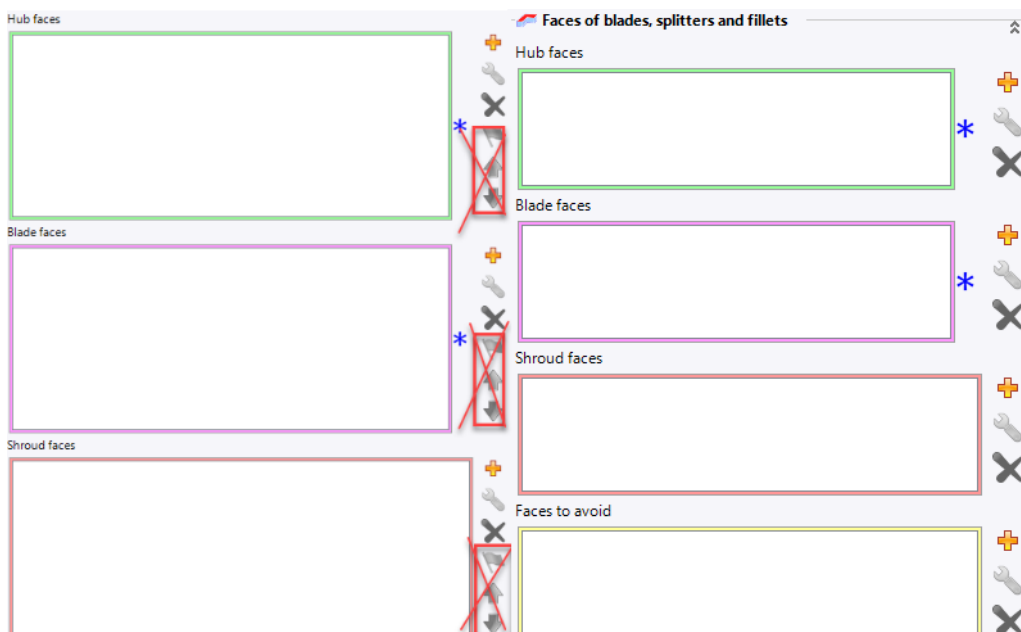 Hub faces
*
Blade faces
*
Shroud faces
Faces of blades, splitters and fillets
Hub faces
*
Blade faces
*
Shroud faces
Faces to avoid